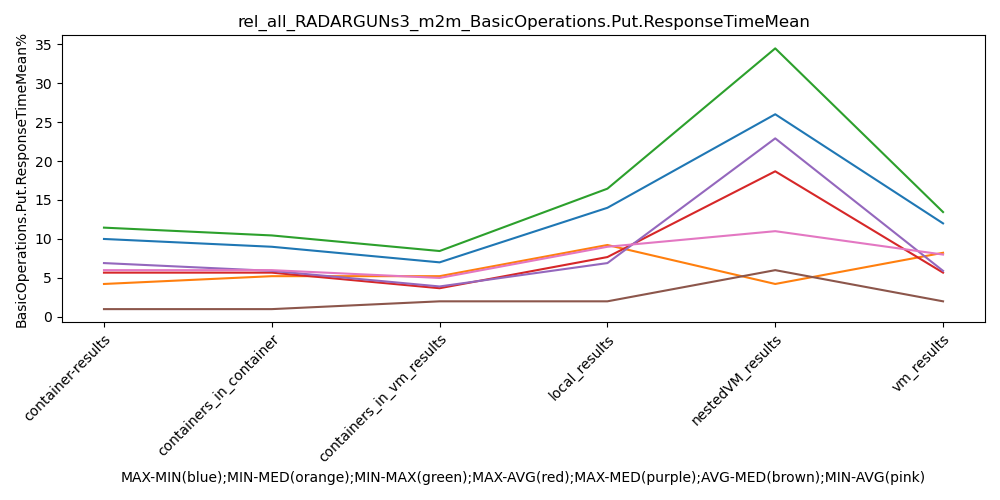 rel_all_RADARGUNs3_m2m_BasicOperations.Put.ResponseTimeMean
BasicOperations.Put.ResponseTimeMean%
35
30
25
20
15
10
5
0
container-results
containers_in_container
containers_in_vm_results
local_results
nestedVM_results
vm_results
MAX-MIN(blue);MIN-MED(orange);MIN-MAX(green);MAX-AVG(red);MAX-MED(purple);AVG-MED(brown);MIN-AVG(pink)